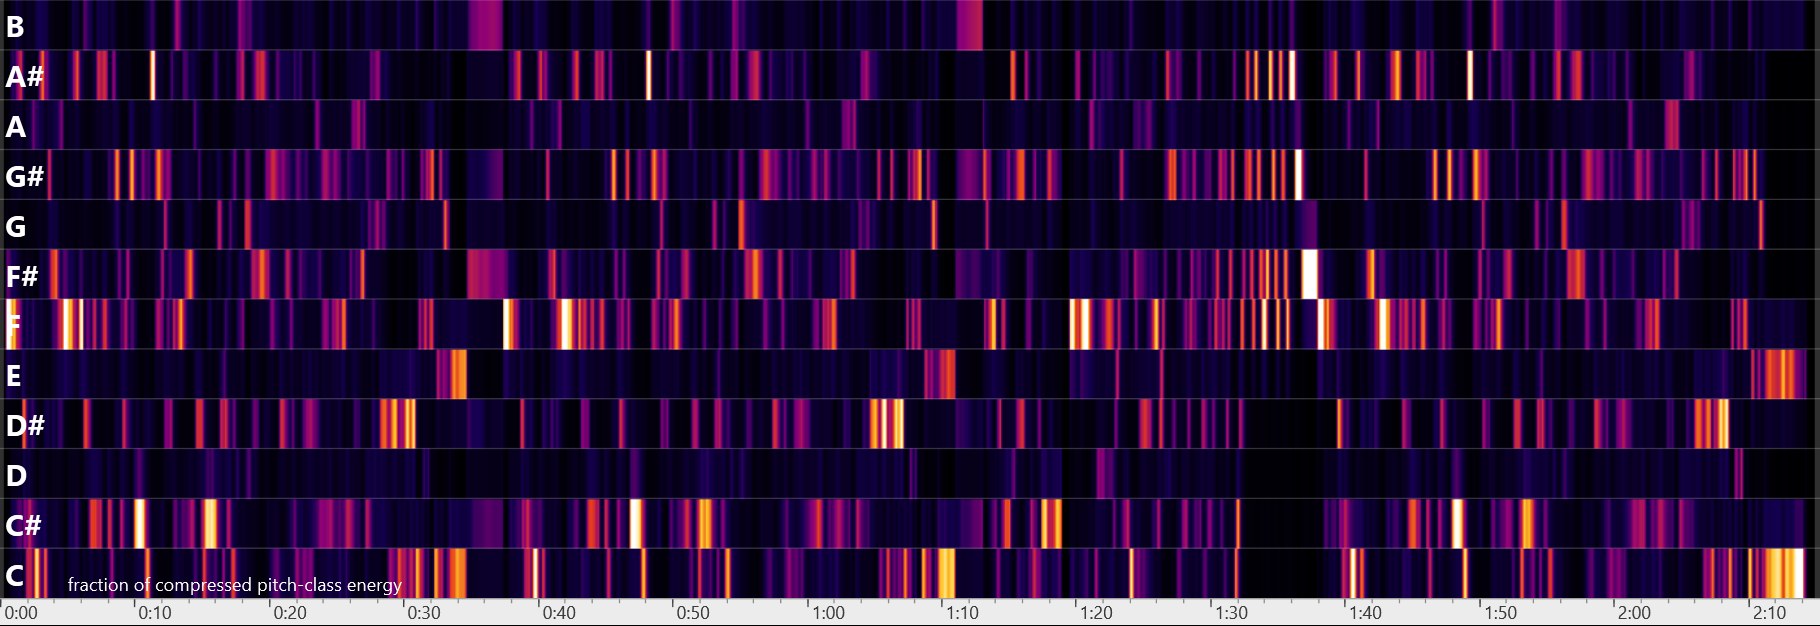 B
A#
A
G#
G
F#
F
E
D#
D
C#
C
fraction of compressed pitch-class energy
0:00 0:10 0:20 0:30 0:40 0:50 1:00 1:10 1:20 1:30 1:40 1:50 2:00 2:10